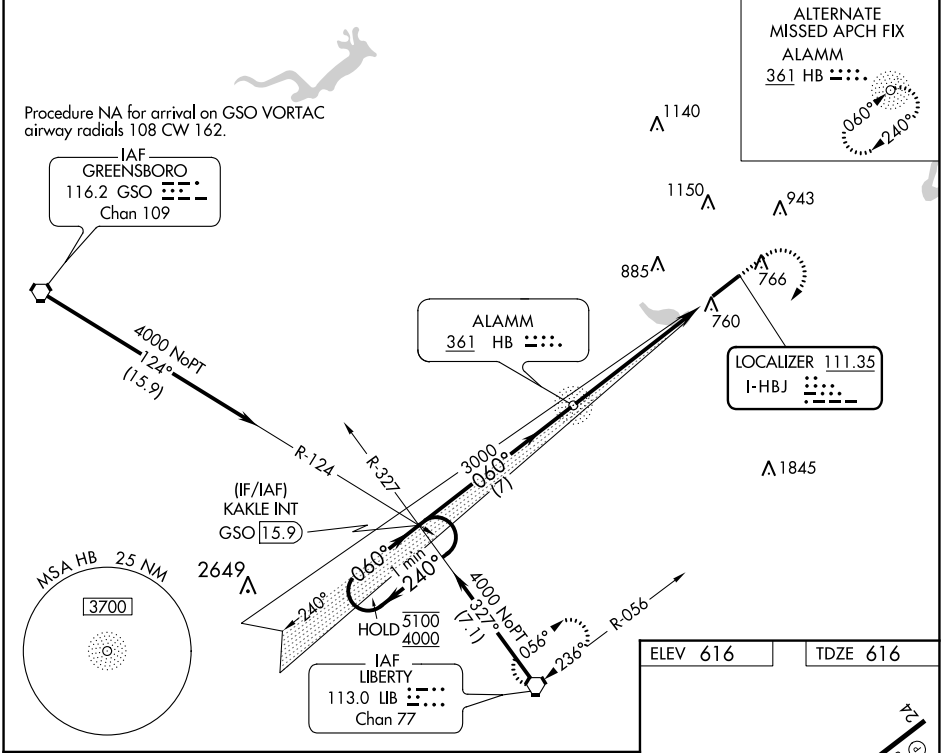 ALTERNATE
MISSED APCH FIX
ALAMM
361 HB
060°
240°
Procedure NA for arrival on GSO VORTAC
airway radials 108 CW 162.
IAF
GREENSBORO
116.2 GSO
Chan 109
1140
1150
943
885
766
760
ALAMM
361 HB
LOCALIZER 111.35
I-HBJ
4000 NoPT
124°
(15.9)
R-124
R-327
3000
060°
(7)
1845
(IF/IAF)
KAKLE INT
GSO 15.9
060°
1 min
240°
240°
2649
MSA HB 25 NM
3700
HOLD 5100
4000
4000 NoPT
327°
(7.1)
056°
236°
R-056
IAF
LIBERTY
113.0 LIB
Chan 77
ELEV 616
TDZE 616
24
P